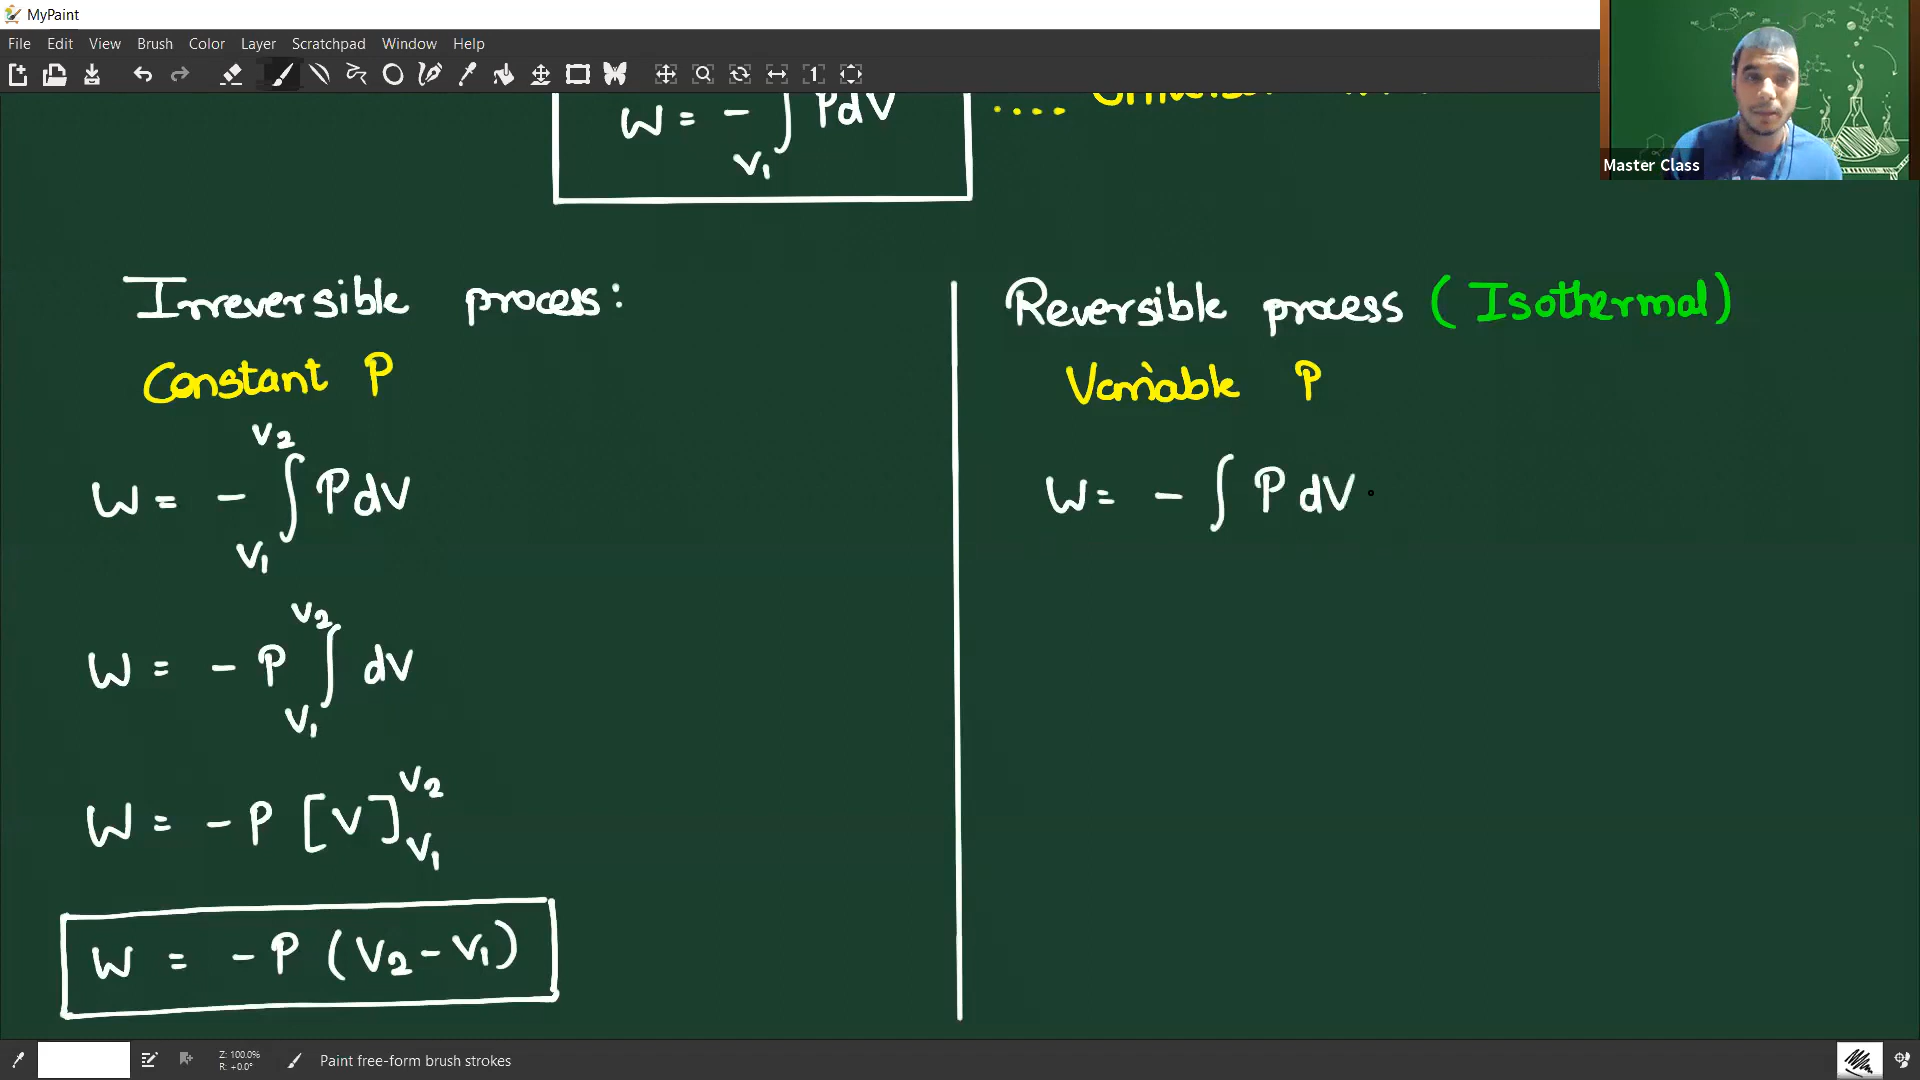 MyPaint
File Edit View Brush Color Layer Scratchpad Window Help
W = - ∫ PdV
V1
....
Master Class
Irreversible process:
Constant P
V2
W = - ∫ PdV
V1
V2
W = - P ∫ dV
V1
W = - P [V] V2 V1
W = - P (V2 - V1)
Reversible process (Isothermal)
Variable P
W = - ∫ P dV
Z: 100.0%
R: +0.0°
Paint free-form brush strokes